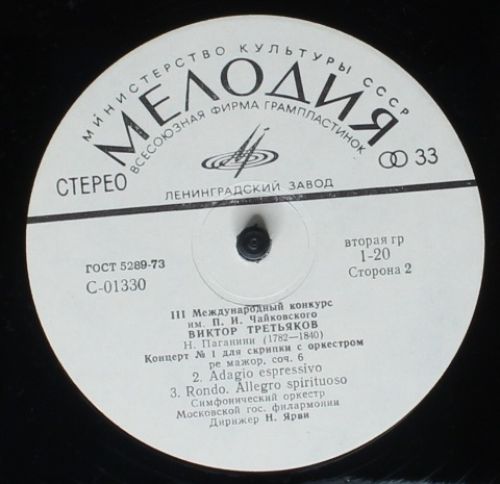 МИНИСТЕРСТВО КУЛЬТУРЫ СССР
МЕЛОДИЯ
ВСЕСОЮЗНАЯ ФИРМА ГРАМПЛАСТИНОК
СТЕРЕО
33
ЛЕНИНГРАДСКИЙ ЗАВОД
ГОСТ 5289-73
С-01330
вторая гр
1-20
Сторона 2
III Международный конкурс
им. П. И. Чайковского
ВИКТОР ТРЕТЬЯКОВ
Н. Паганини (1782—1840)
Концерт № 1 для скрипки с оркестром
ре мажор, соч. 6
2. Adagio espressivo
3. Rondo. Allegro spirituoso
Симфонический оркестр
Московской гос. филармонии
Дирижер Н. Ярви